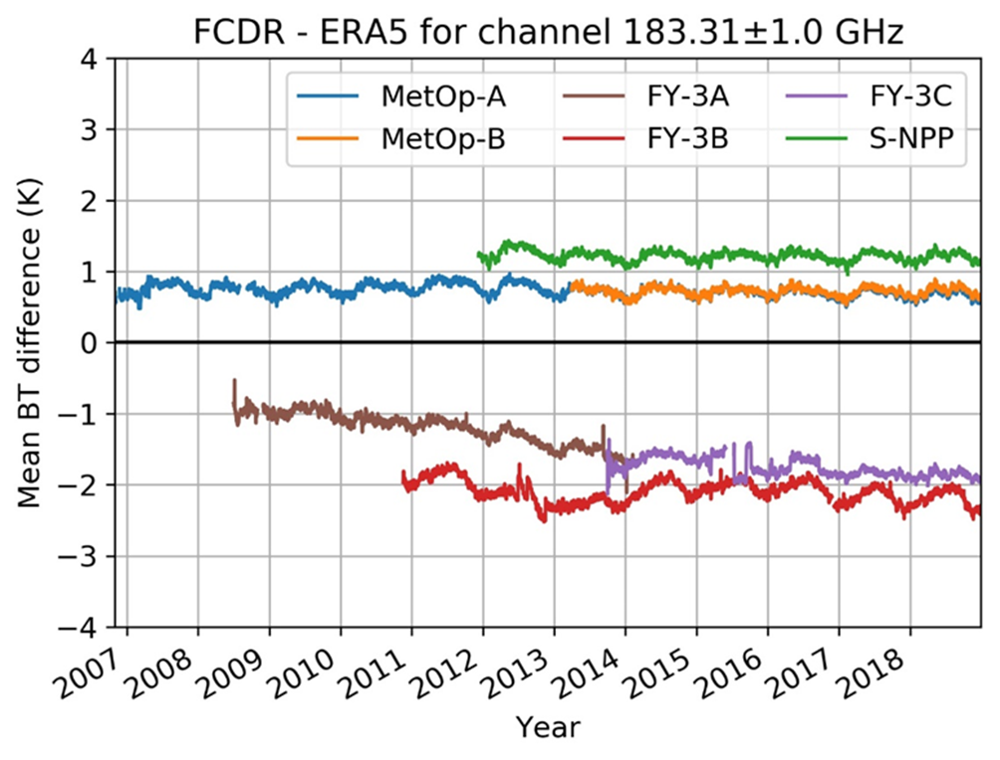 FCDR - ERA5 for channel 183.31±1.0 GHz
MetOp-A FY-3A FY-3C
MetOp-B FY-3B S-NPP
Mean BT difference (K)
4
3
2
1
0
−1
−2
−3
−4
2007 2008 2009 2010 2011 2012 2013 2014 2015 2016 2017 2018
Year